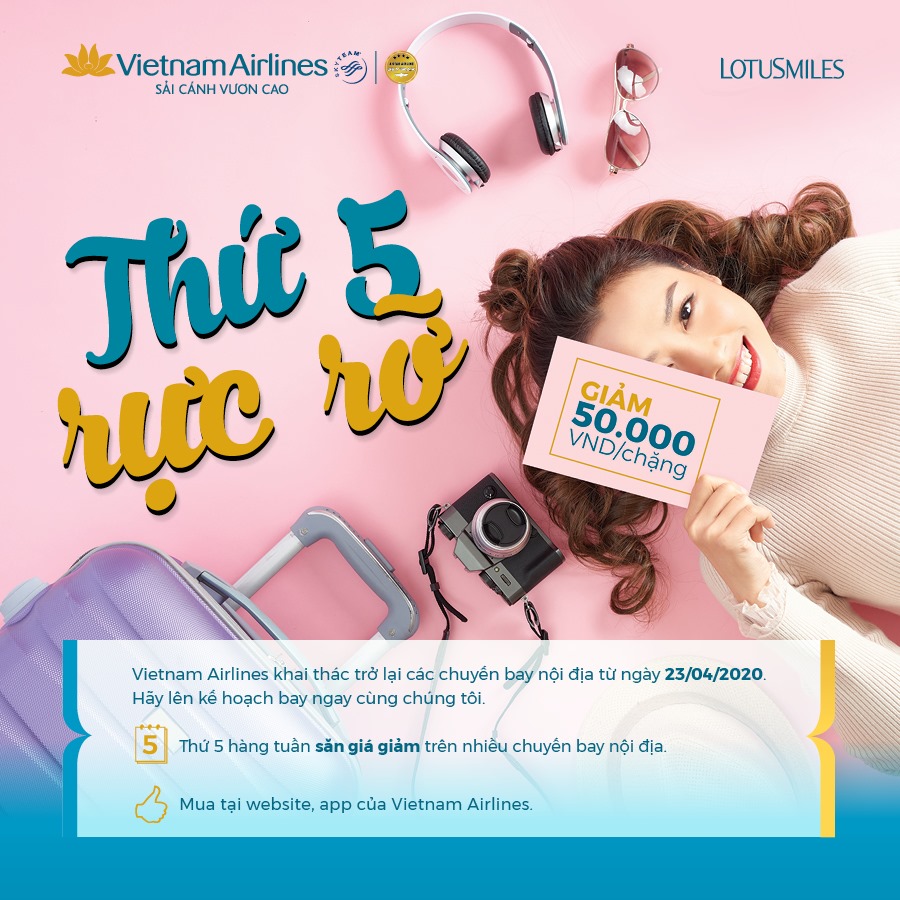 Vietnam Airlines
SKYTEAM
LOTUSMILES
SẢI CÁNH VƯƠN CAO
Thứ 5
rực rỡ
GIẢM
50.000
VND/chặng
Vietnam Airlines khai thác trở lại các chuyến bay nội địa từ ngày 23/04/2020.
Hãy lên kế hoạch bay ngay cùng chúng tôi.
5
Thứ 5 hàng tuần săn giá giảm trên nhiều chuyến bay nội địa.
Mua tại website, app của Vietnam Airlines.